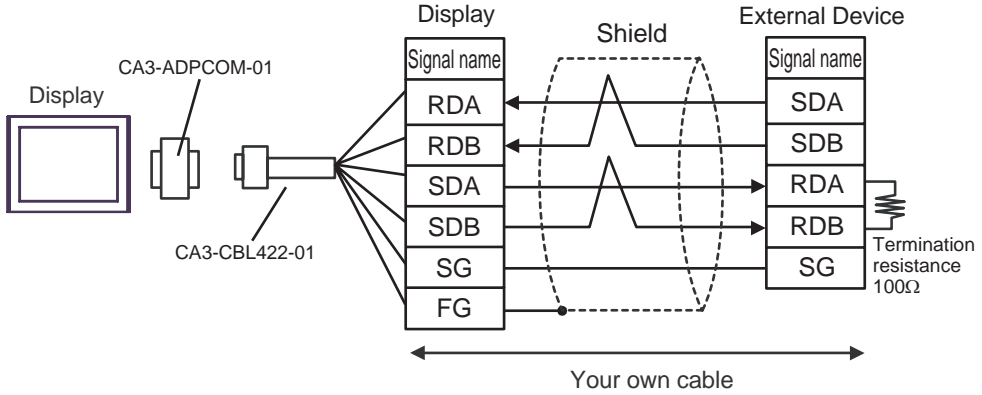 Display
External Device
Shield
Signal name
Signal name
CA3-ADPCOM-01
Display
RDA
SDA
RDB
SDB
SDA
RDA
SDB
RDB
CA3-CBL422-01
SG
SG
Termination
resistance
100Ω
FG
Your own cable